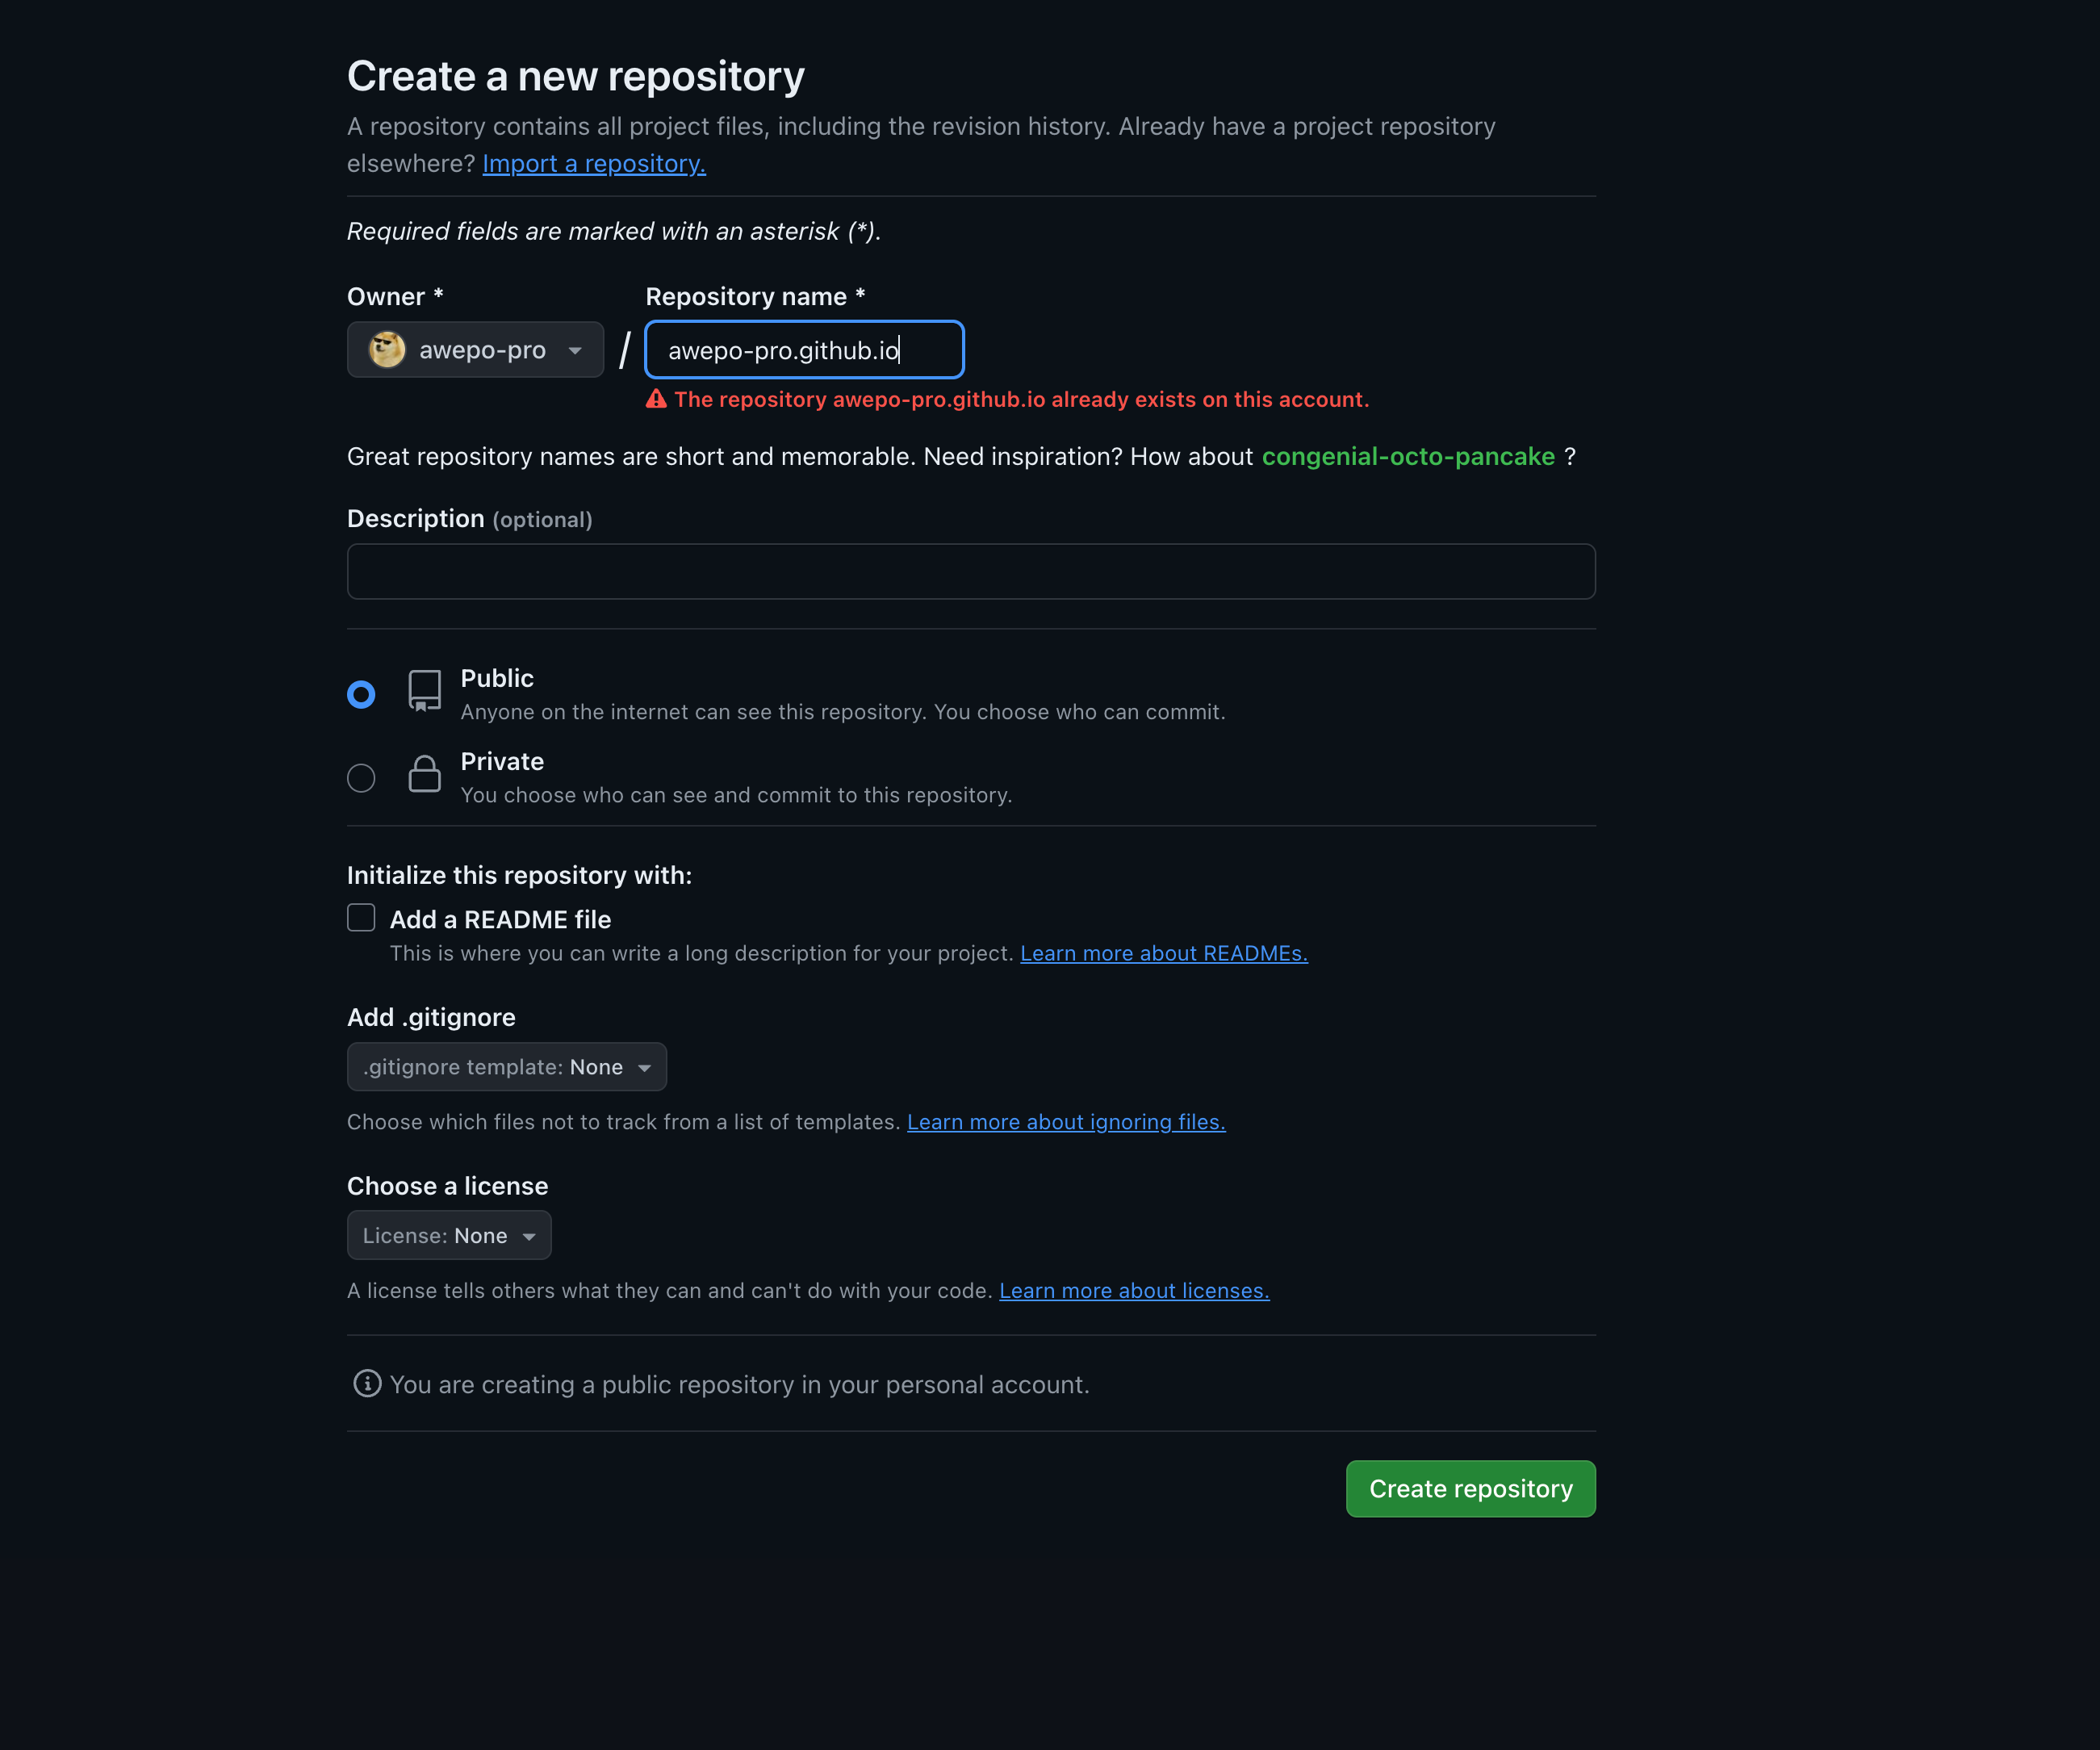 Create a new repository
A repository contains all project files, including the revision history. Already have a project repository
elsewhere? Import a repository.
Required fields are marked with an asterisk (*).
Owner *
Repository name *
awepo-pro
/
awepo-pro.github.io
The repository awepo-pro.github.io already exists on this account.
Great repository names are short and memorable. Need inspiration? How about congenial-octo-pancake ?
Description (optional)
Public
Anyone on the internet can see this repository. You choose who can commit.
Private
You choose who can see and commit to this repository.
Initialize this repository with:
Add a README file
This is where you can write a long description for your project. Learn more about READMEs.
Add .gitignore
.gitignore template: None
Choose which files not to track from a list of templates. Learn more about ignoring files.
Choose a license
License: None
A license tells others what they can and can't do with your code. Learn more about licenses.
You are creating a public repository in your personal account.
Create repository